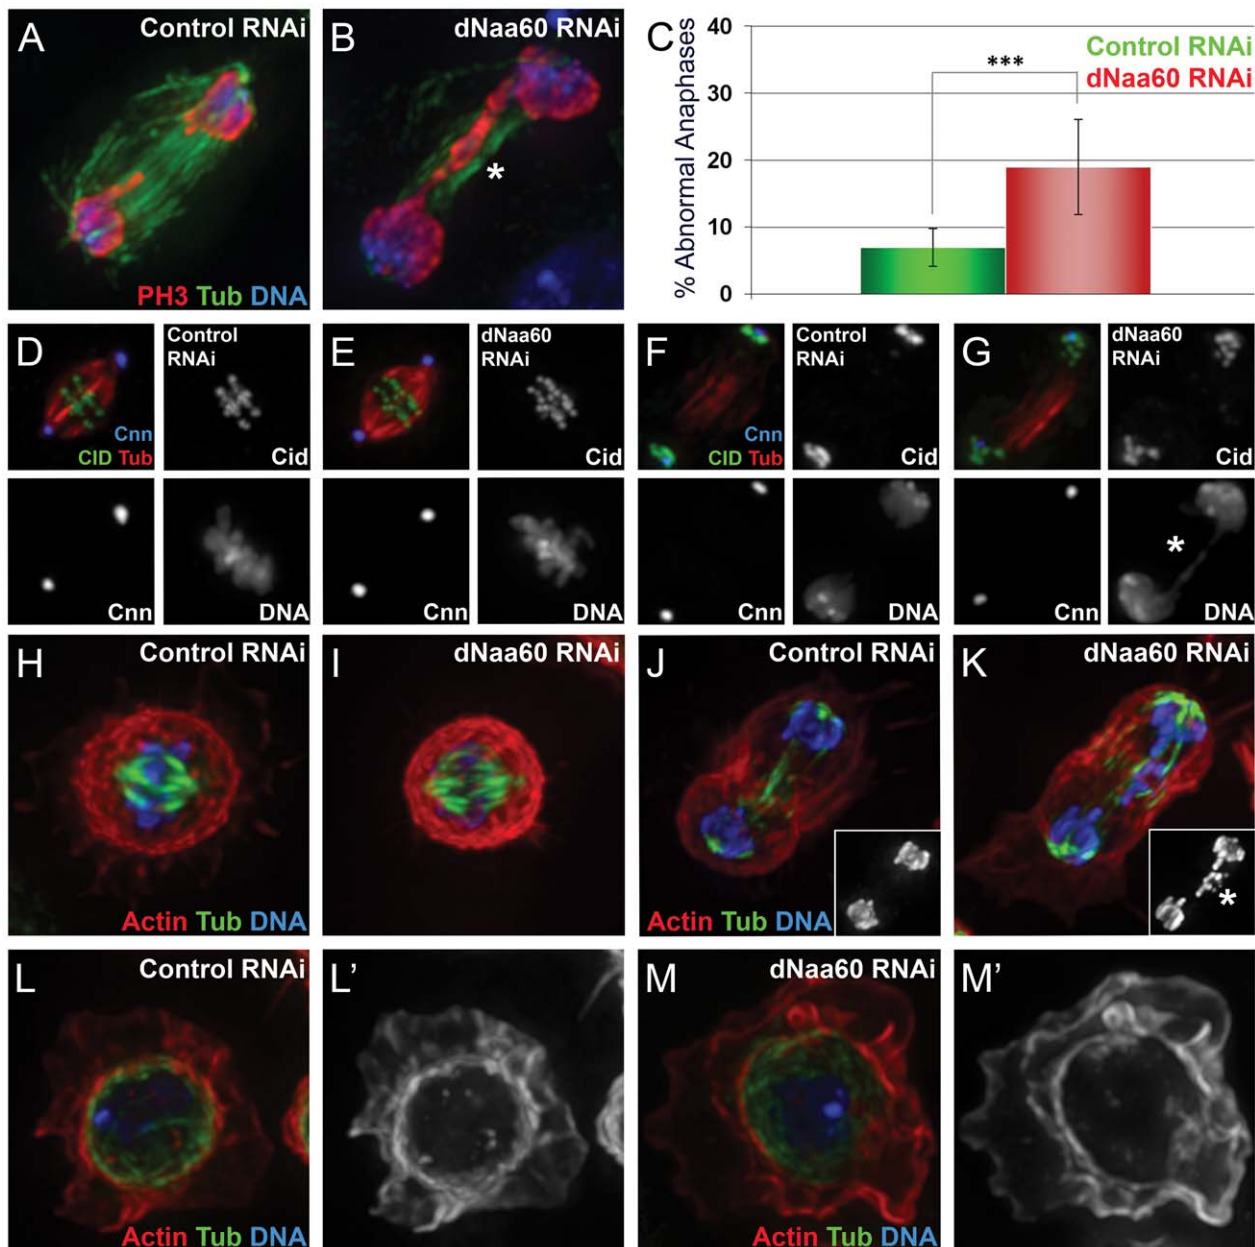 A
Control RNAi
PH3 Tub DNA
B
dNaa60 RNAi
*
C
% Abnormal Anaphases
40
30
20
10
0
***
Control RNAi
dNaa60 RNAi
D
Cnn
CID Tub
Control
RNAi
Cid
Cnn
DNA
E
dNaa60
RNAi
Cid
Cnn
DNA
F
Cnn
CID Tub
Control
RNAi
Cid
Cnn
DNA
G
dNaa60
RNAi
Cid
Cnn
*
DNA
H
Control RNAi
Actin Tub DNA
I
dNaa60 RNAi
J
Control RNAi
Actin Tub DNA
K
dNaa60 RNAi
*
L
Control RNAi
Actin Tub DNA
L’
M
dNaa60 RNAi
Actin Tub DNA
M’